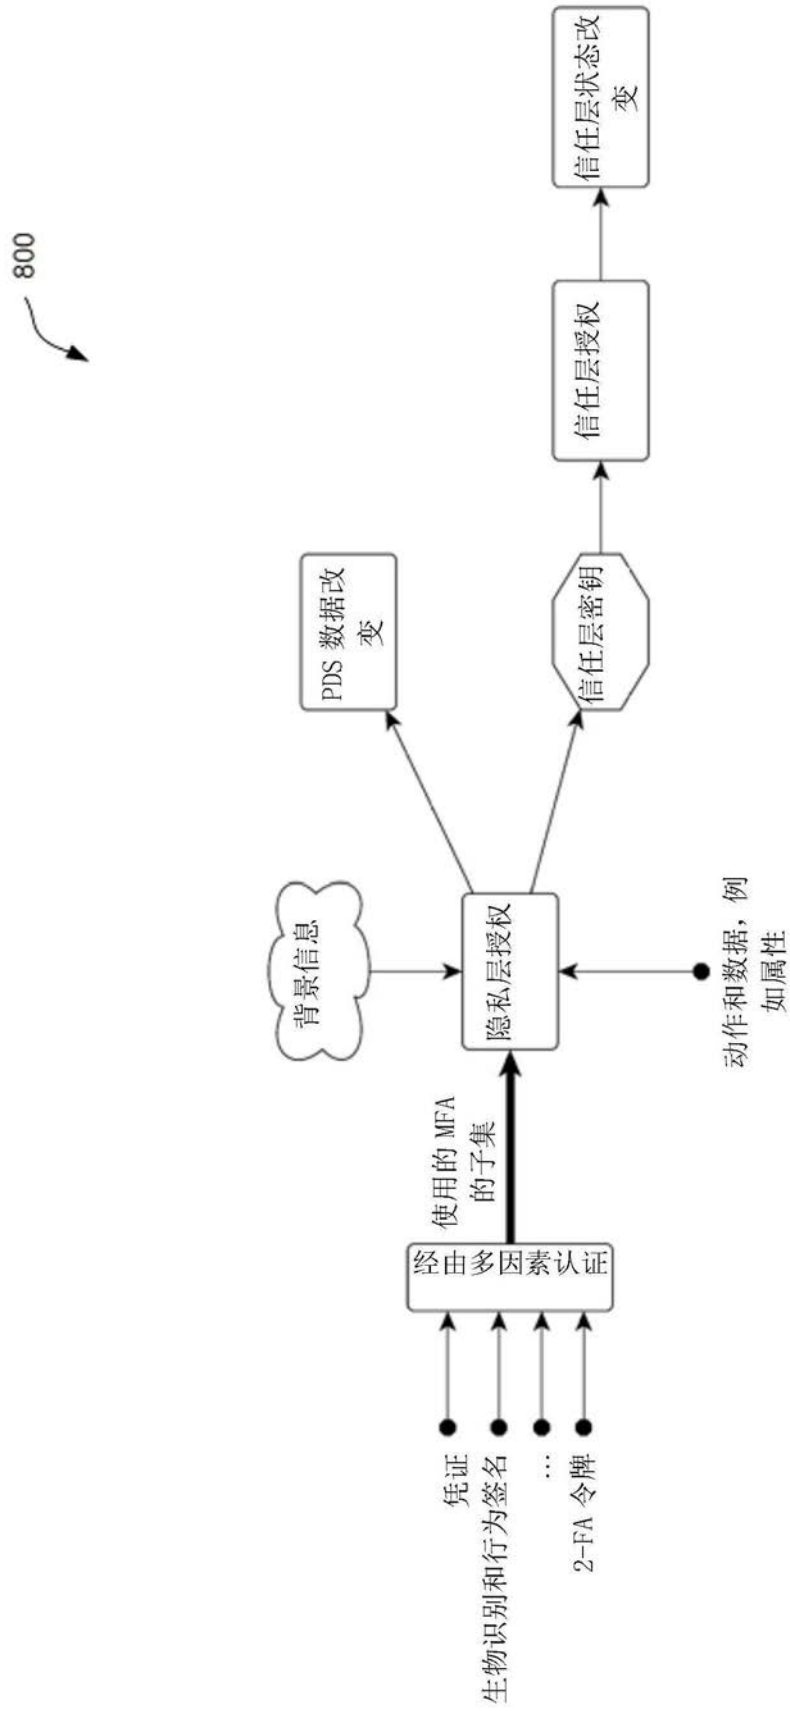 800
凭证
生物识别和行为签名
...
2-FA 令牌
经由多因素认证
使用的 MFA
的子集
背景信息
隐私层授权
动作和数据，例
如属性
PDS 数据改
变
信任层密钥
信任层授权
信任层状态改
变